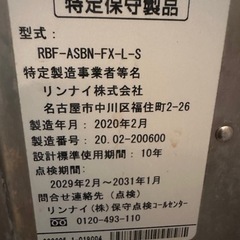 特定保守製品
型式:
RBF-ASBN-FX-L-S
特定製造事業者等名
リンナイ株式会社
名古屋市中川区福住町2-26
製造年月:2020年2月
製造番号:20.02-200600
設計標準使用期間:10年
点検期間:
2029年2月~2031年1月
問合せ連絡先(点検)
リンナイ(株)保守点検コールセンター
0120-493-110